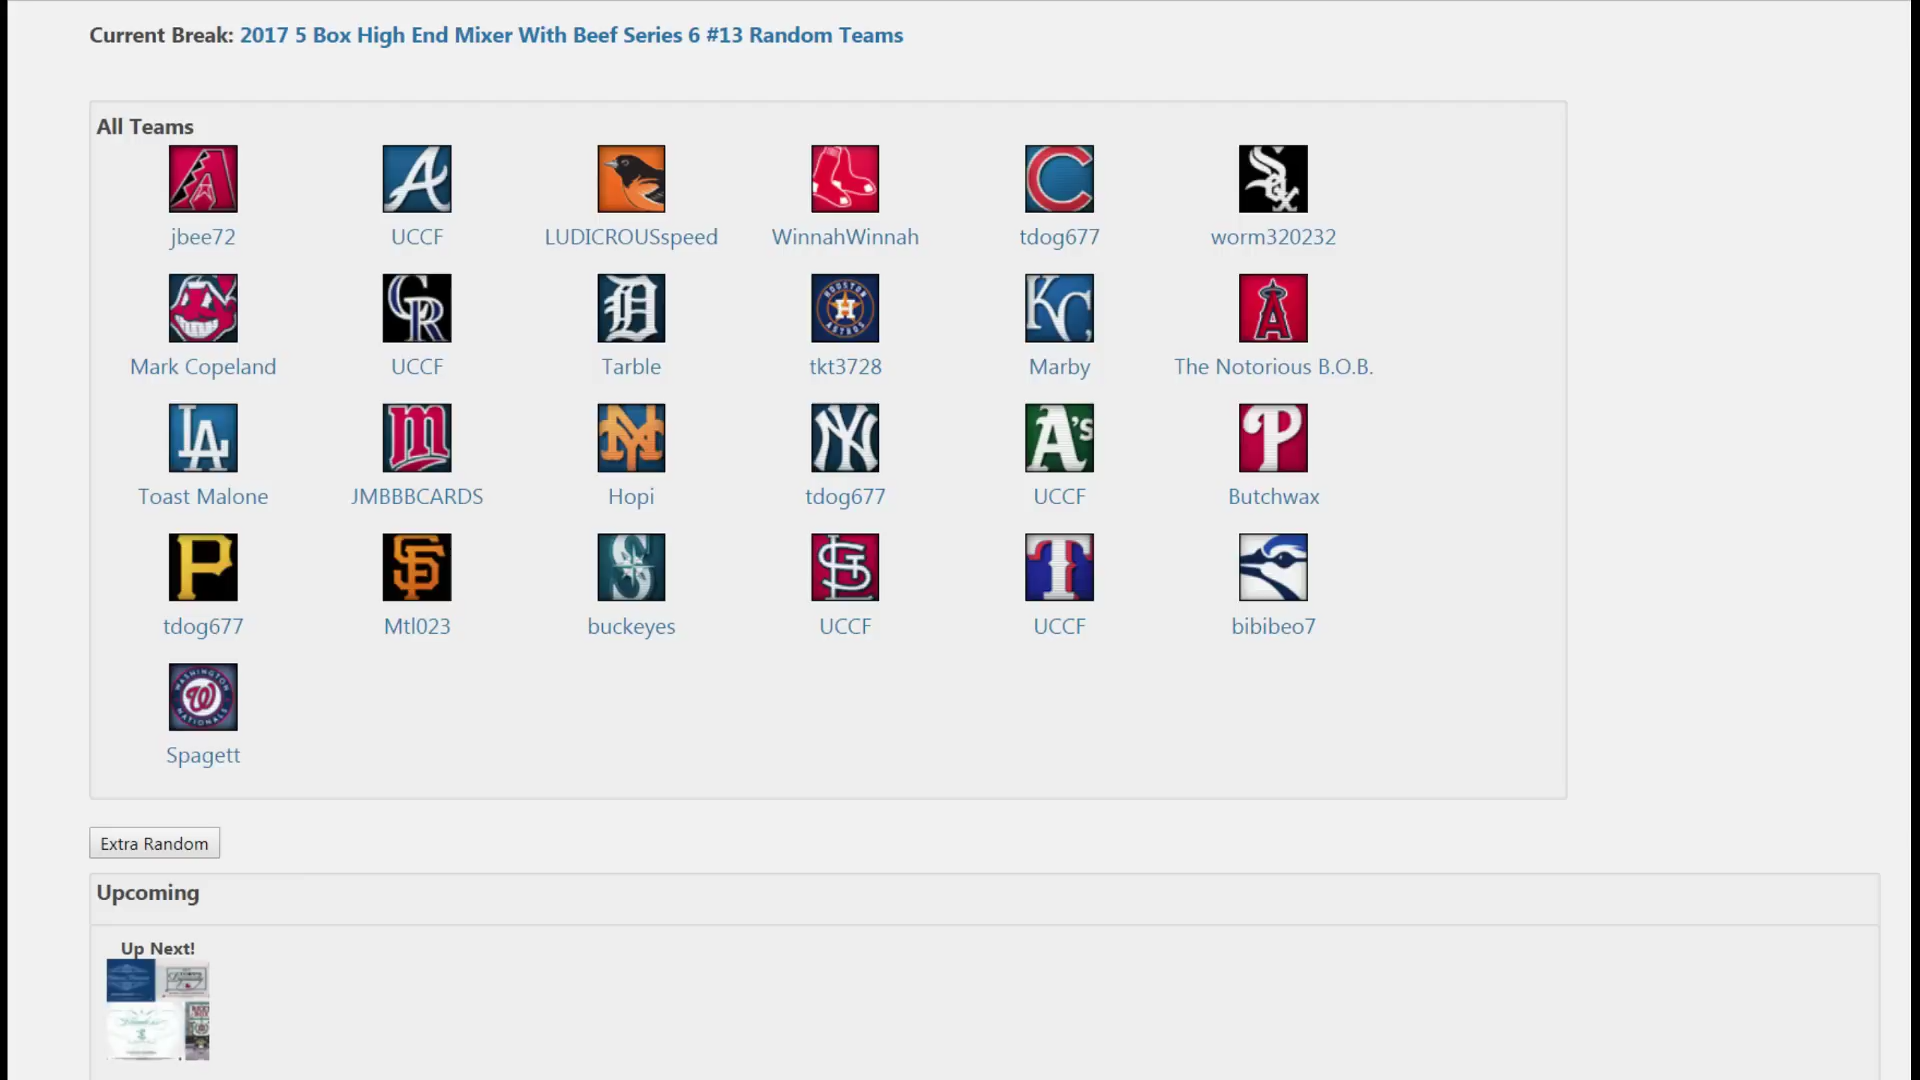 Current Break: 2017 5 Box High End Mixer With Beef Series 6 #13 Random Teams
All Teams
jbee72 UCCF LUDICROUSspeed WinnahWinnah tdog677 worm320232
Mark Copeland UCCF Tarble tkt3728 Marby The Notorious B.O.B.
Toast Malone JMBBBCARDS Hopi tdog677 UCCF Butchwax
tdog677 Mtl023 buckeyes UCCF UCCF bibibeo7
WASHINGTON W NATIONALS
Spagett
Extra Random
Upcoming
Up Next!